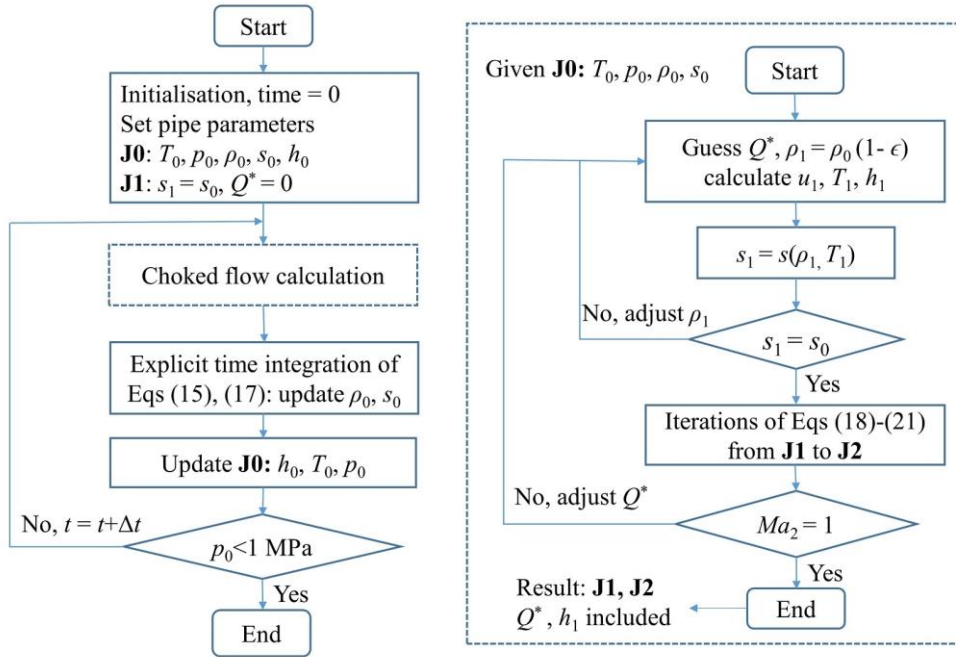 Start
Initialisation, time = 0
Set pipe parameters
J0: T₀, p₀, ρ₀, s₀, h₀
J1: s₁ = s₀, Q* = 0
Choked flow calculation
Explicit time integration of
Eqs (15), (17): update ρ₀, s₀
Update J0: h₀, T₀, p₀
No, t = t+Δt
p₀<1 MPa
Yes
End
Given J0: T₀, p₀, ρ₀, s₀
Start
Guess Q*, ρ₁ = ρ₀ (1- ϵ)
calculate u₁, T₁, h₁
s₁ = s(ρ₁, T₁)
No, adjust ρ₁
s₁ = s₀
Yes
Iterations of Eqs (18)-(21)
from J1 to J2
No, adjust Q*
Ma₂ = 1
Yes
End
Result: J1, J2
Q*, h₁ included